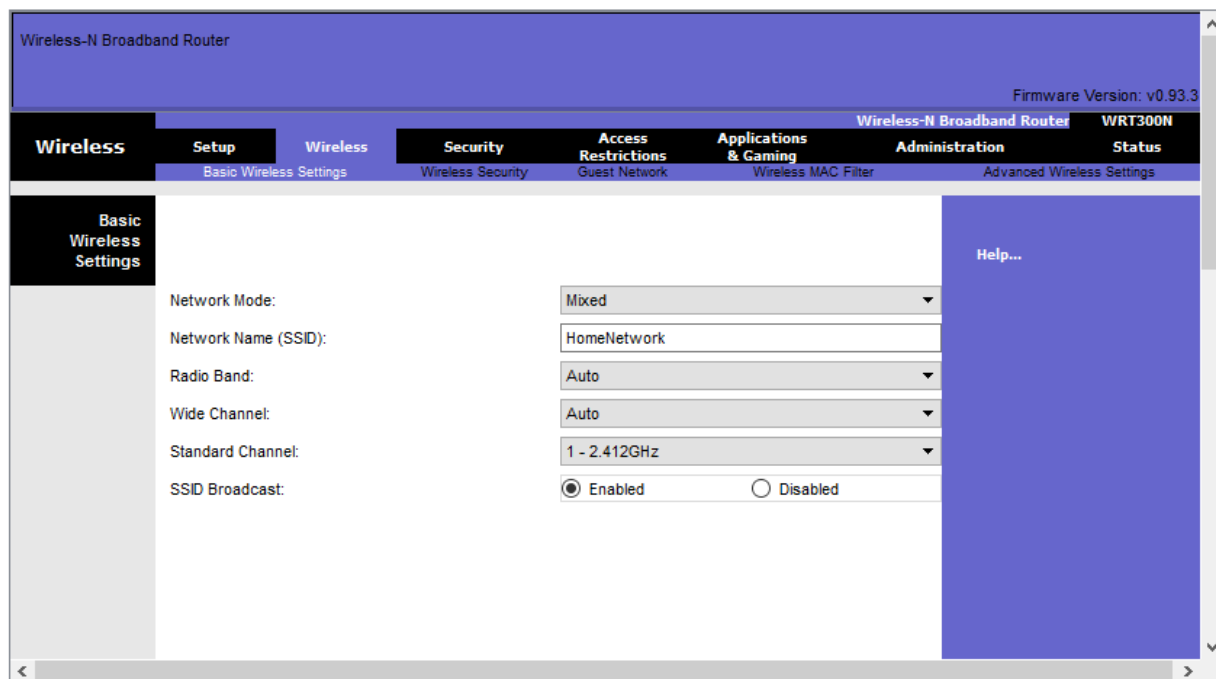 Wireless-N Broadband Router
Firmware Version: v0.93.3
Wireless-N Broadband Router WRT300N
Wireless
Setup Wireless Security Access Restrictions Applications & Gaming Administration Status
Basic Wireless Settings Wireless Security Guest Network Wireless MAC Filter Advanced Wireless Settings
Basic
Wireless
Settings
Help...
Network Mode: Mixed
Network Name (SSID): HomeNetwork
Radio Band: Auto
Wide Channel: Auto
Standard Channel: 1 - 2.412GHz
SSID Broadcast: Enabled Disabled